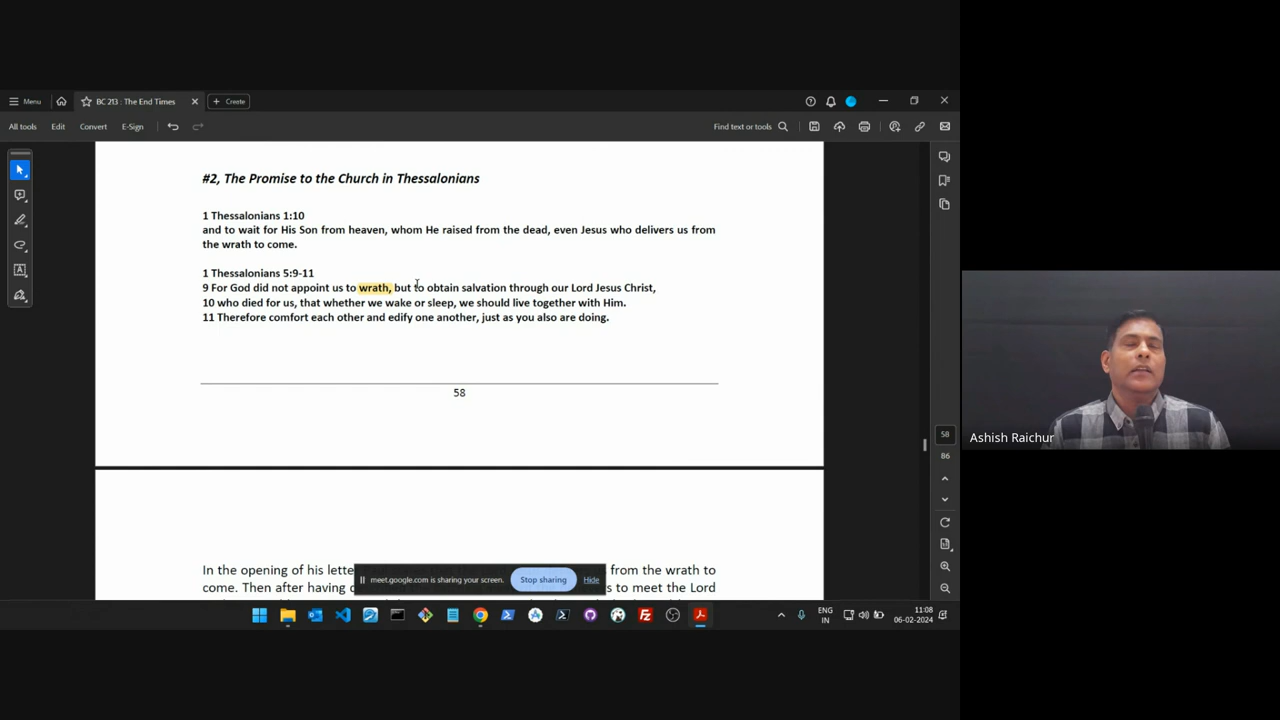 Menu
BC 213 : The End Times
Create
All tools
Edit
Convert
E-Sign
Find text or tools
#2, The Promise to the Church in Thessalonians
1 Thessalonians 1:10
and to wait for His Son from heaven, whom He raised from the dead, even Jesus who delivers us from
the wrath to come.
1 Thessalonians 5:9-11
9 For God did not appoint us to wrath, but to obtain salvation through our Lord Jesus Christ,
10 who died for us, that whether we wake or sleep, we should live together with Him.
11 Therefore comfort each other and edify one another, just as you also are doing.
58
Ashish Raichur
58
86
In the opening of his from the wrath to
come. Then after having to meet the Lord
meet.google.com is sharing your screen.
Stop sharing
Hide
ENG
IN
11:08
06-02-2024